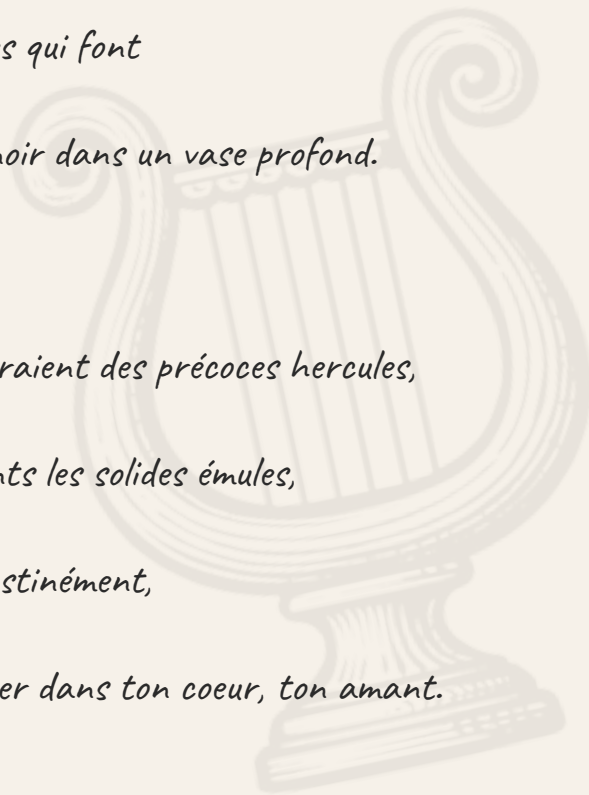 s qui font
noir dans un vase profond.
raient des précoces hercules,
nts les solides émules,
stinément,
er dans ton coeur, ton amant.